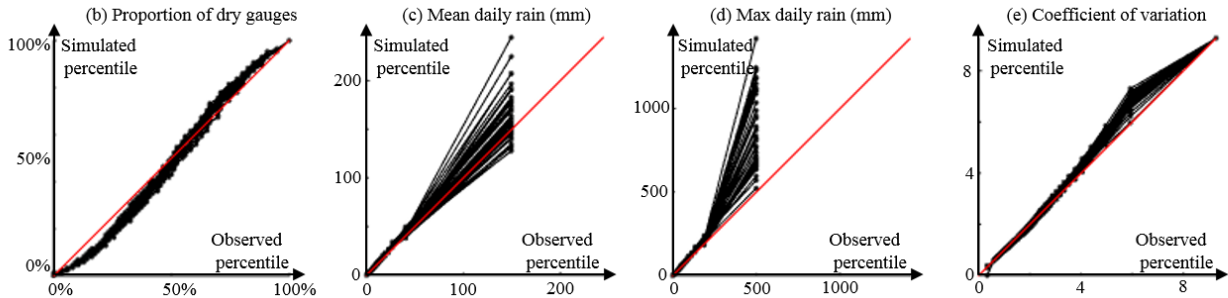 (b) Proportion of dry gauges
100%
Simulated
percentile
50%
0%
Observed
percentile
0%
50%
100%
(c) Mean daily rain (mm)
Simulated
percentile
200
100
0
Observed
percentile
0
100
200
(d) Max daily rain (mm)
Simulated
percentile
1000
500
0
Observed
percentile
0
500
1000
(e) Coefficient of variation
Simulated
percentile
8
4
0
Observed
percentile
0
4
8